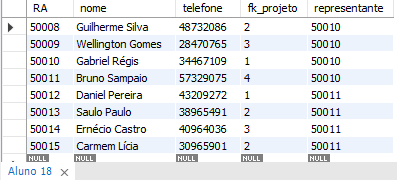 RA nome telefone fk_projeto representante
50008 Guilherme Silva 48732086 2 50010
50009 Wellington Gomes 28470765 3 50010
50010 Gabriel Régis 34467109 1 50010
50011 Bruno Sampaio 57329075 4 50010
50012 Daniel Pereira 43209272 1 50011
50013 Saulo Paulo 38965491 2 50011
50014 Ernécio Castro 40964036 3 50011
50015 Carmem Lícia 30965901 2 50011
NULL NULL NULL NULL NULL
Aluno 18 ×